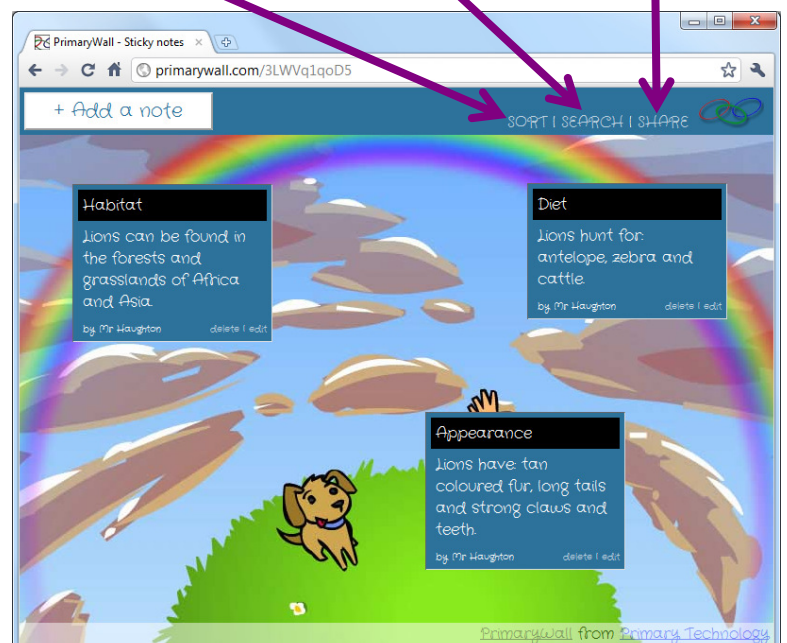 PrimaryWall - Sticky notes
primarywall.com/3LWVq1qoD5
+ Add a note
SORT | SEARCH | SHARE
Habitat
Lions can be found in
the forests and
grasslands of Africa
and Asia.
by Mr Haughton
delete | edit
Diet
Lions hunt for:
antelope, zebra and
cattle.
by Mr Haughton
delete | edit
Appearance
Lions have: tan
coloured fur, long tails
and strong claws and
teeth.
by Mr Haughton
delete | edit
PrimaryWall from Primary Technology